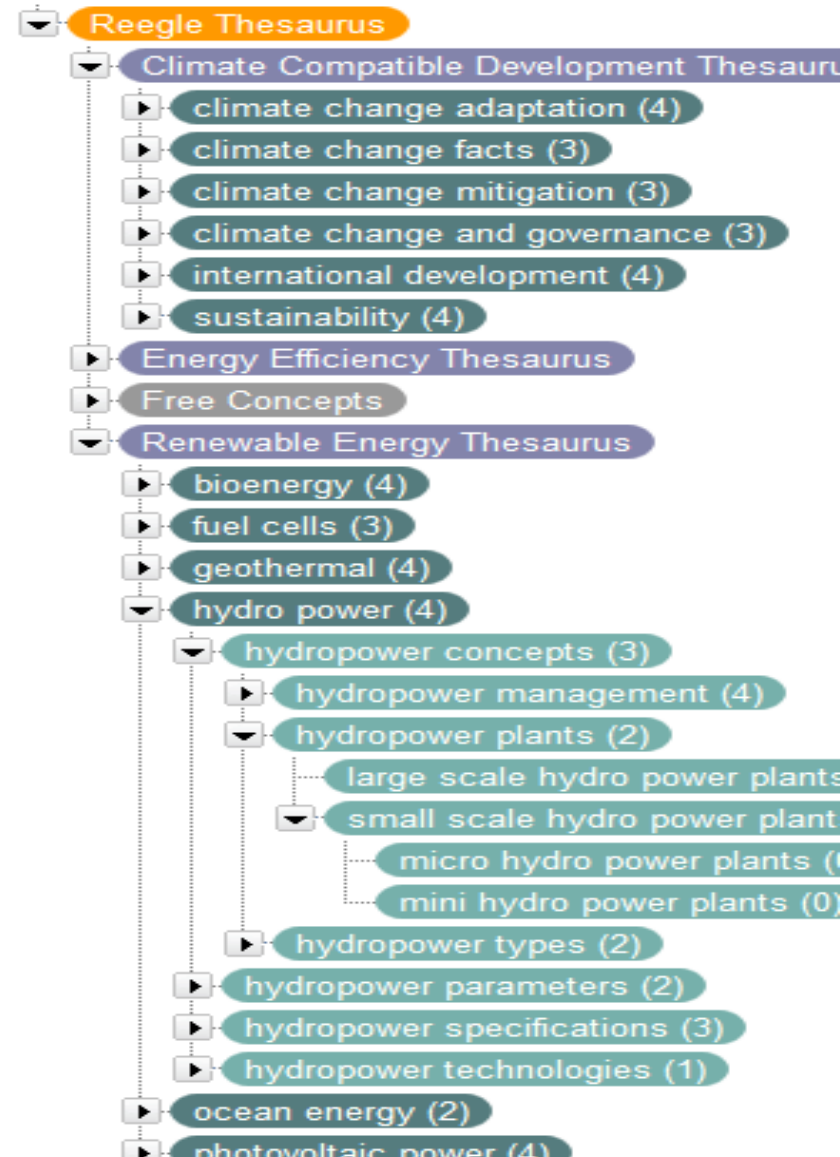 Reegle Thesaurus
Climate Compatible Development
climate change adaptation (4)
climate change facts (3)
climate change mitigation (3)
climate change and governance (3)
international development (4)
sustainability (4)
Energy Efficiency Thesaurus
Free Concepts
Renewable Energy Thesaurus
bioenergy (4)
fuel cells (3)
geothermal (4)
hydro power (4)
hydropower concepts (3)
hydropower management (4)
hydropower plants (2)
large scale hydro power plants
small scale hydro power plant
micro hydro power plants
mini hydro power plants (0)
hydropower types (2)
hydropower parameters (2)
hydropower specifications (3)
hydropower technologies (1)
ocean energy (2)
photovoltaic power (4)